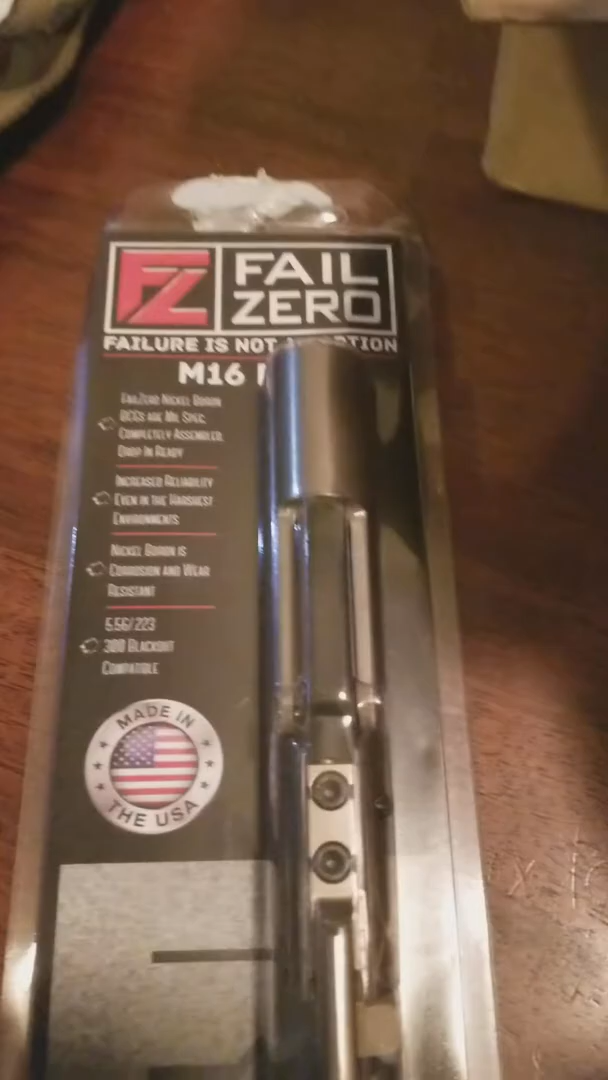 FZ
FAIL
ZERO
FAILURE IS NOT OPTION
M16
FailZero Nickel Boron
BCGs are Mil Spec,
Completely Assembled,
Drop In Ready
Increased Reliability
Even in the Harshest
Environments
Nickel Boron is
Corrosion and Wear
Resistant
5.56/.223
300 Blackout
Compatible
MADE IN
THE USA